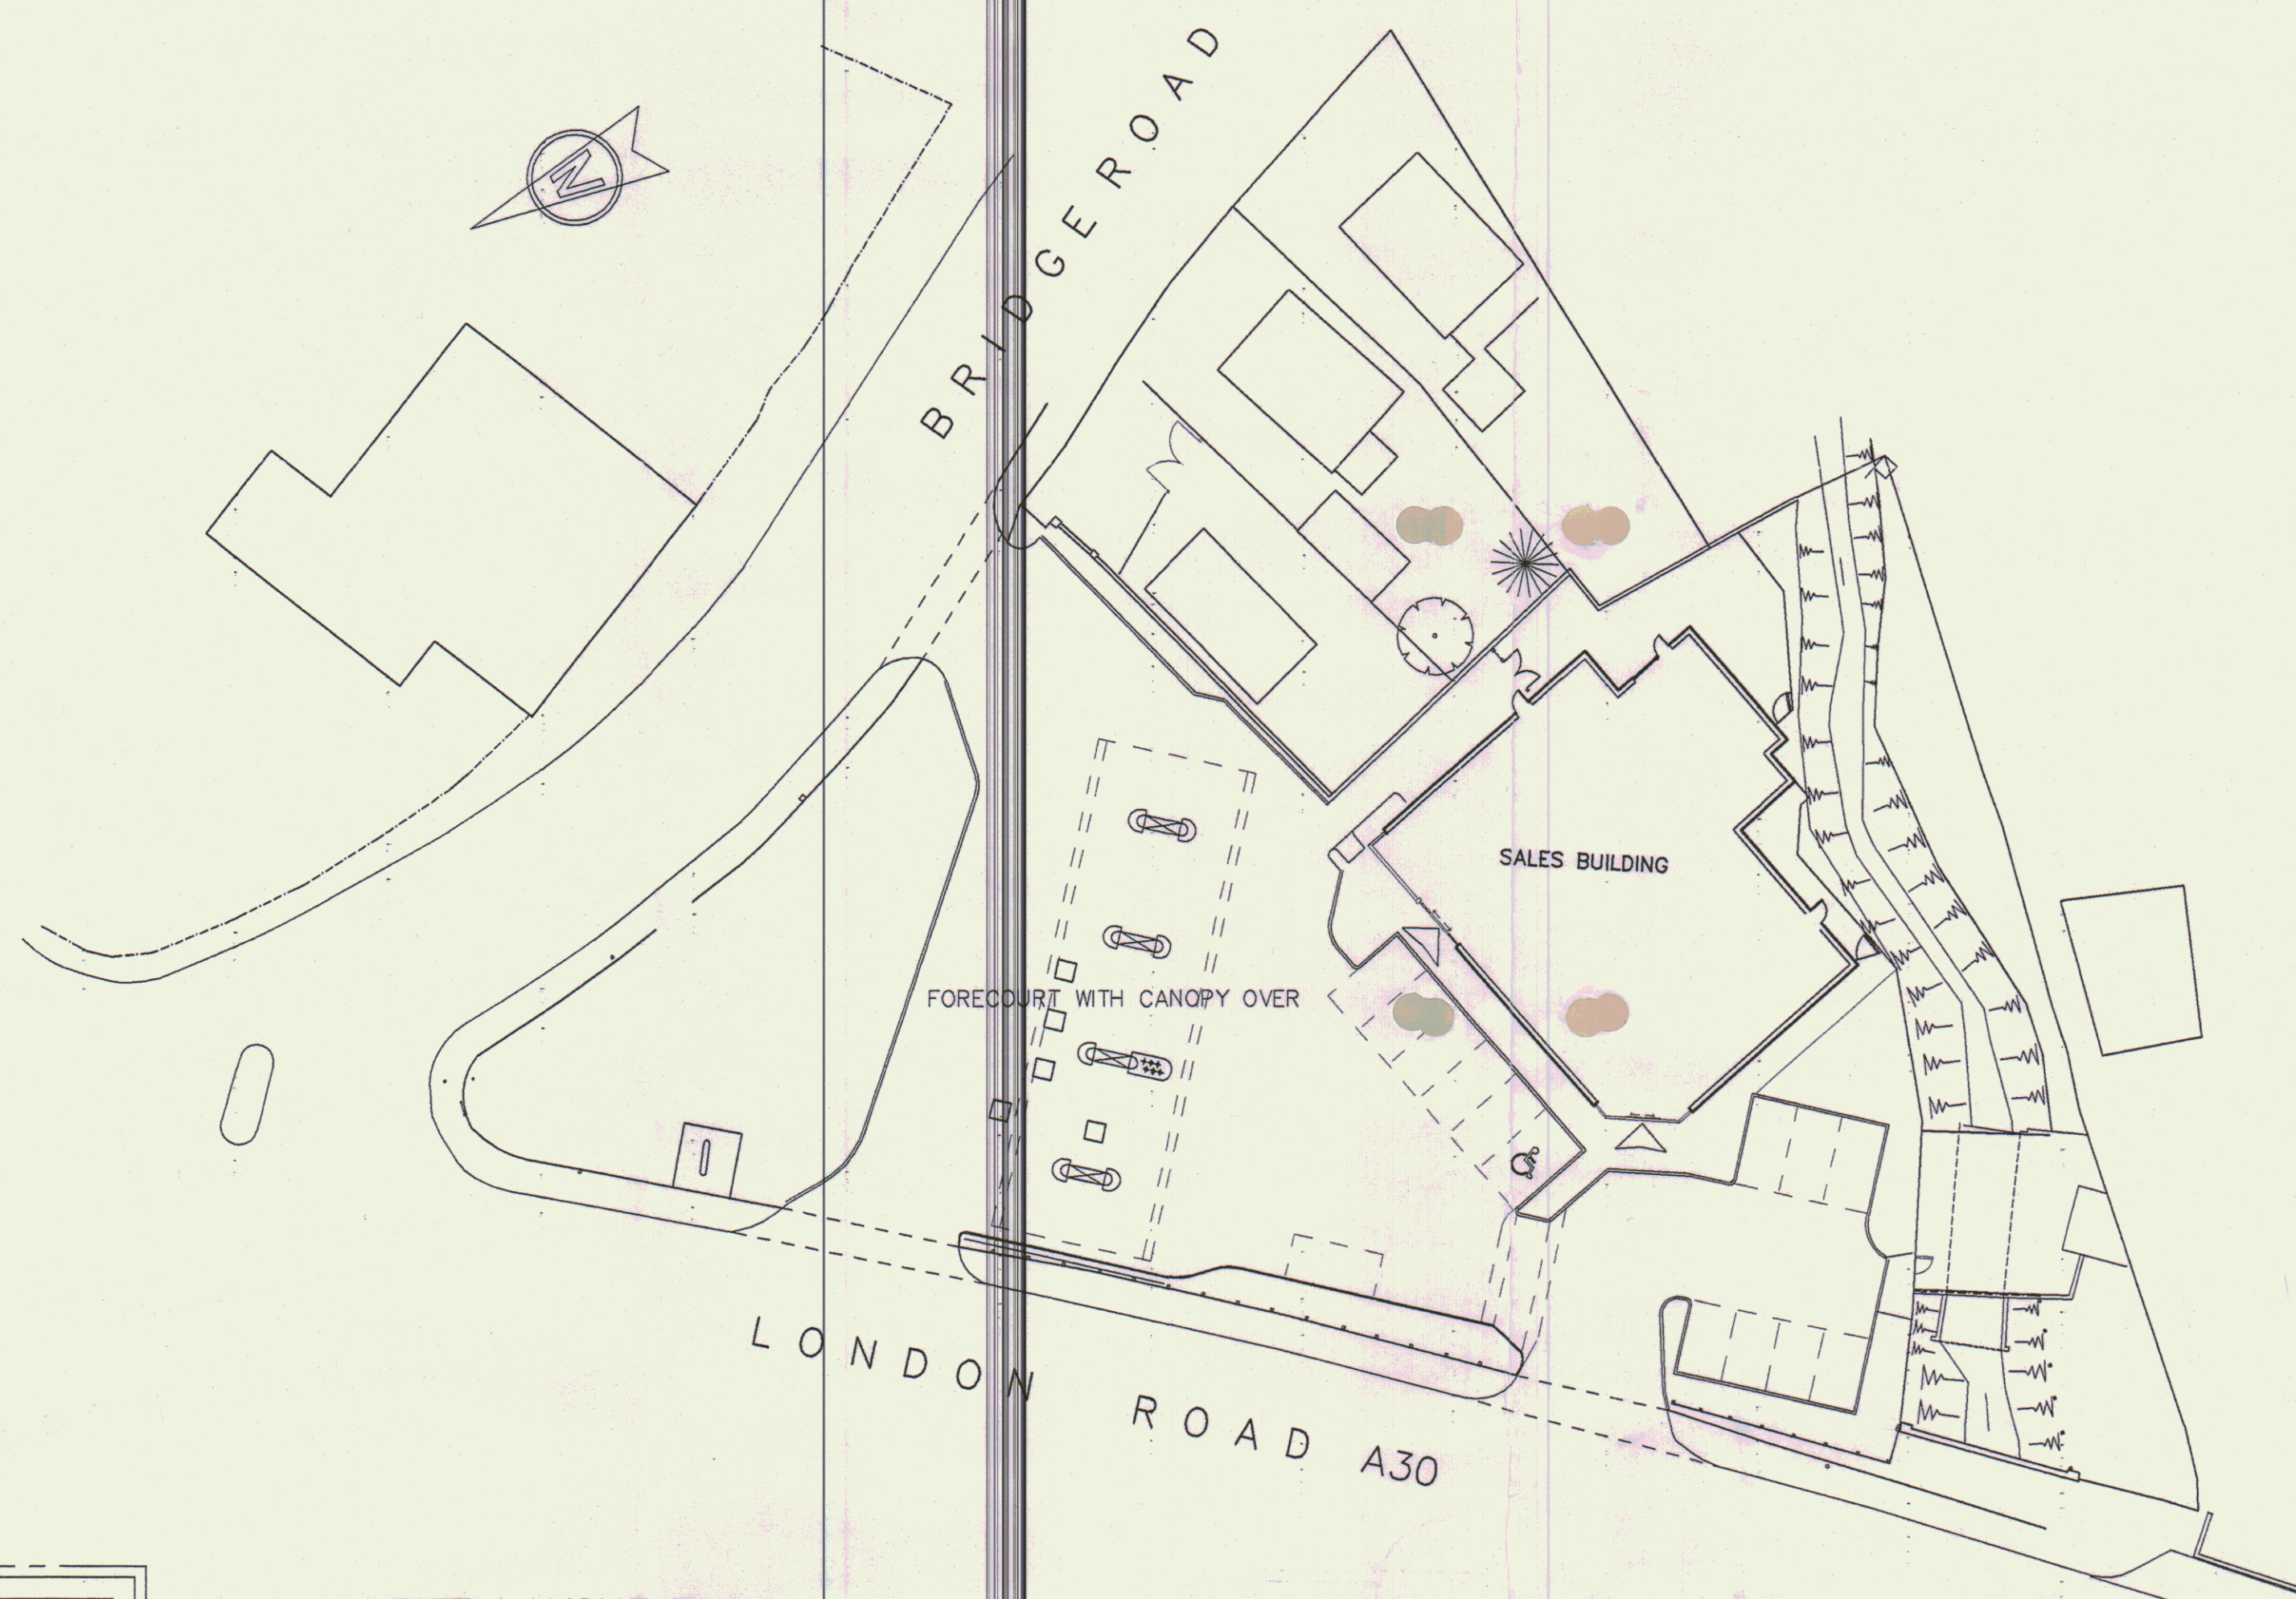 N
BRIDGE ROAD
SALES BUILDING
FORECOURT WITH CANOPY OVER
LONDON ROAD A30